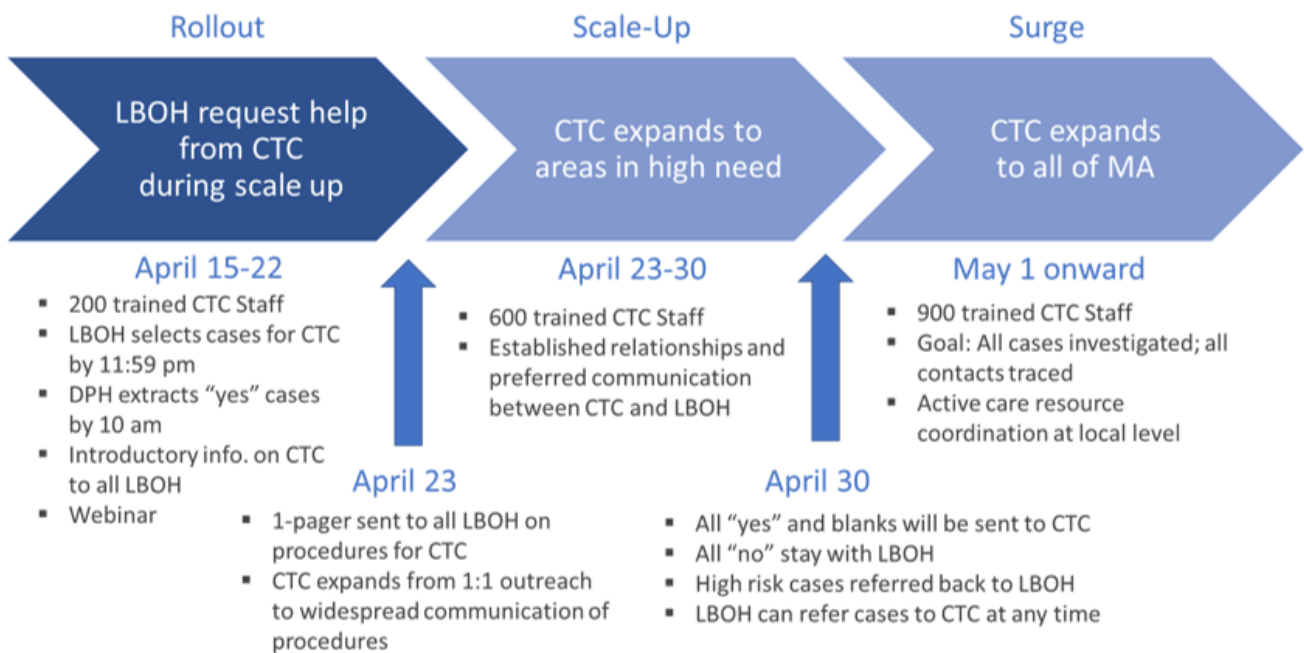 Rollout
LBOH request help
from CTC
during scale up
April 15-22
▪ 200 trained CTC Staff
▪ LBOH selects cases for CTC
by 11:59 pm
▪ DPH extracts “yes” cases
by 10 am
▪ Introductory info. on CTC
to all LBOH
▪ Webinar
April 23
▪ 1-pager sent to all LBOH on
procedures for CTC
▪ CTC expands from 1:1 outreach
to widespread communication of
procedures
Scale-Up
CTC expands to
areas in high need
April 23-30
▪ 600 trained CTC Staff
▪ Established relationships and
preferred communication
between CTC and LBOH
April 30
▪ All “yes” and blanks will be sent to CTC
▪ All “no” stay with LBOH
▪ High risk cases referred back to LBOH
▪ LBOH can refer cases to CTC at any time
Surge
CTC expands
to all of MA
May 1 onward
▪ 900 trained CTC Staff
▪ Goal: All cases investigated; all
contacts traced
▪ Active care resource
coordination at local level